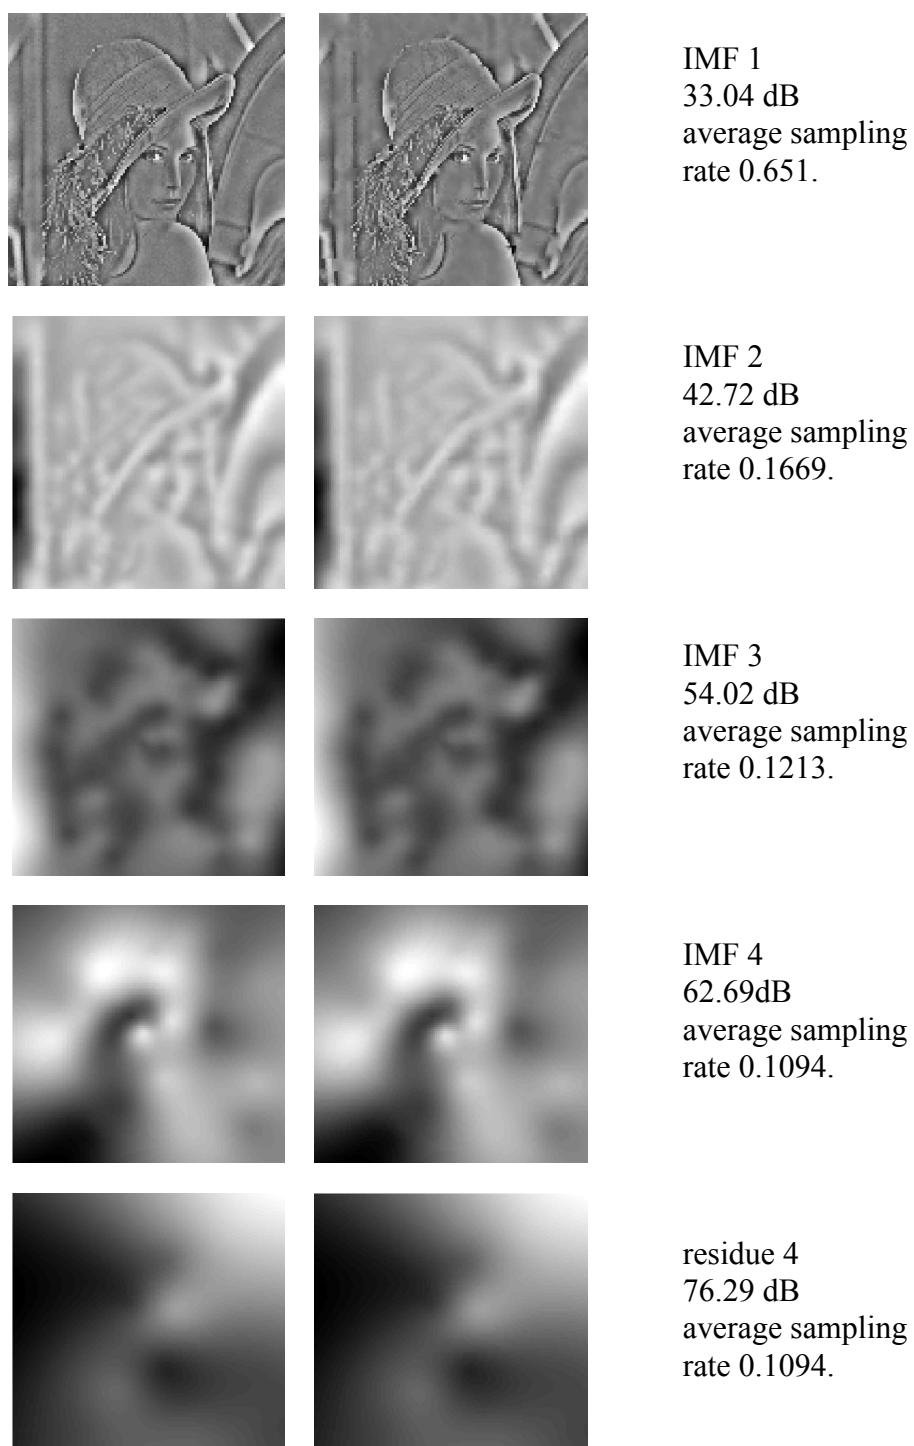 IMF 1
33.04 dB
average sampling
rate 0.651.
IMF 2
42.72 dB
average sampling
rate 0.1669.
IMF 3
54.02 dB
average sampling
rate 0.1213.
IMF 4
62.69dB
average sampling
rate 0.1094.
residue 4
76.29 dB
average sampling
rate 0.1094.